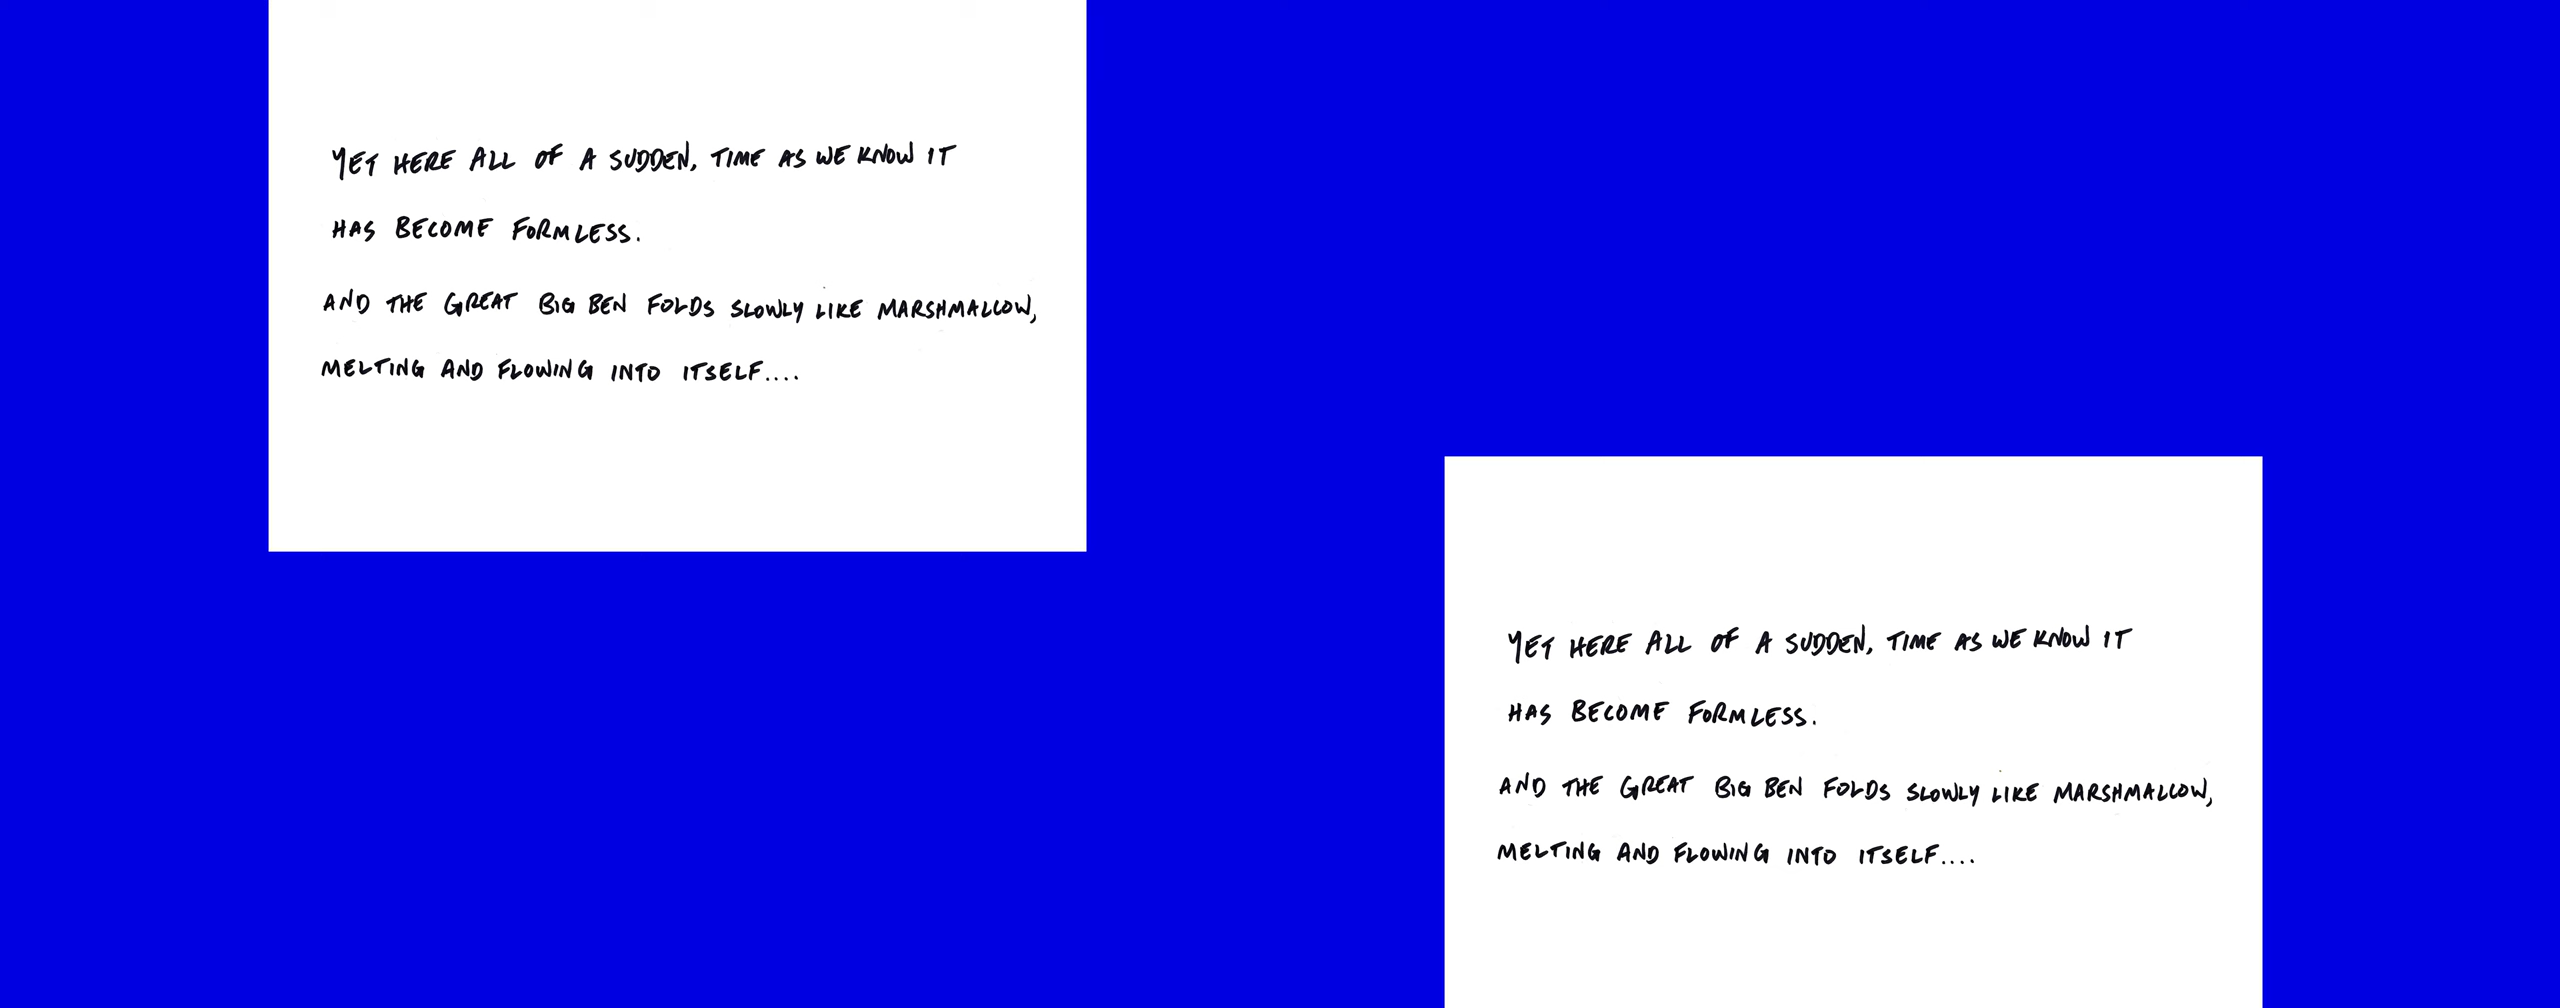 YET HERE ALL OF A SUDDEN, TIME AS WE KNOW IT
HAS BECOME FORMLESS.
AND THE GREAT BIG BEN FOLDS SLOWLY LIKE MARSHMALLOW,
MELTING AND FLOWING INTO ITSELF....
YET HERE ALL OF A SUDDEN, TIME AS WE KNOW IT
HAS BECOME FORMLESS.
AND THE GREAT BIG BEN FOLDS SLOWLY LIKE MARSHMALLOW,
MELTING AND FLOWING INTO ITSELF....